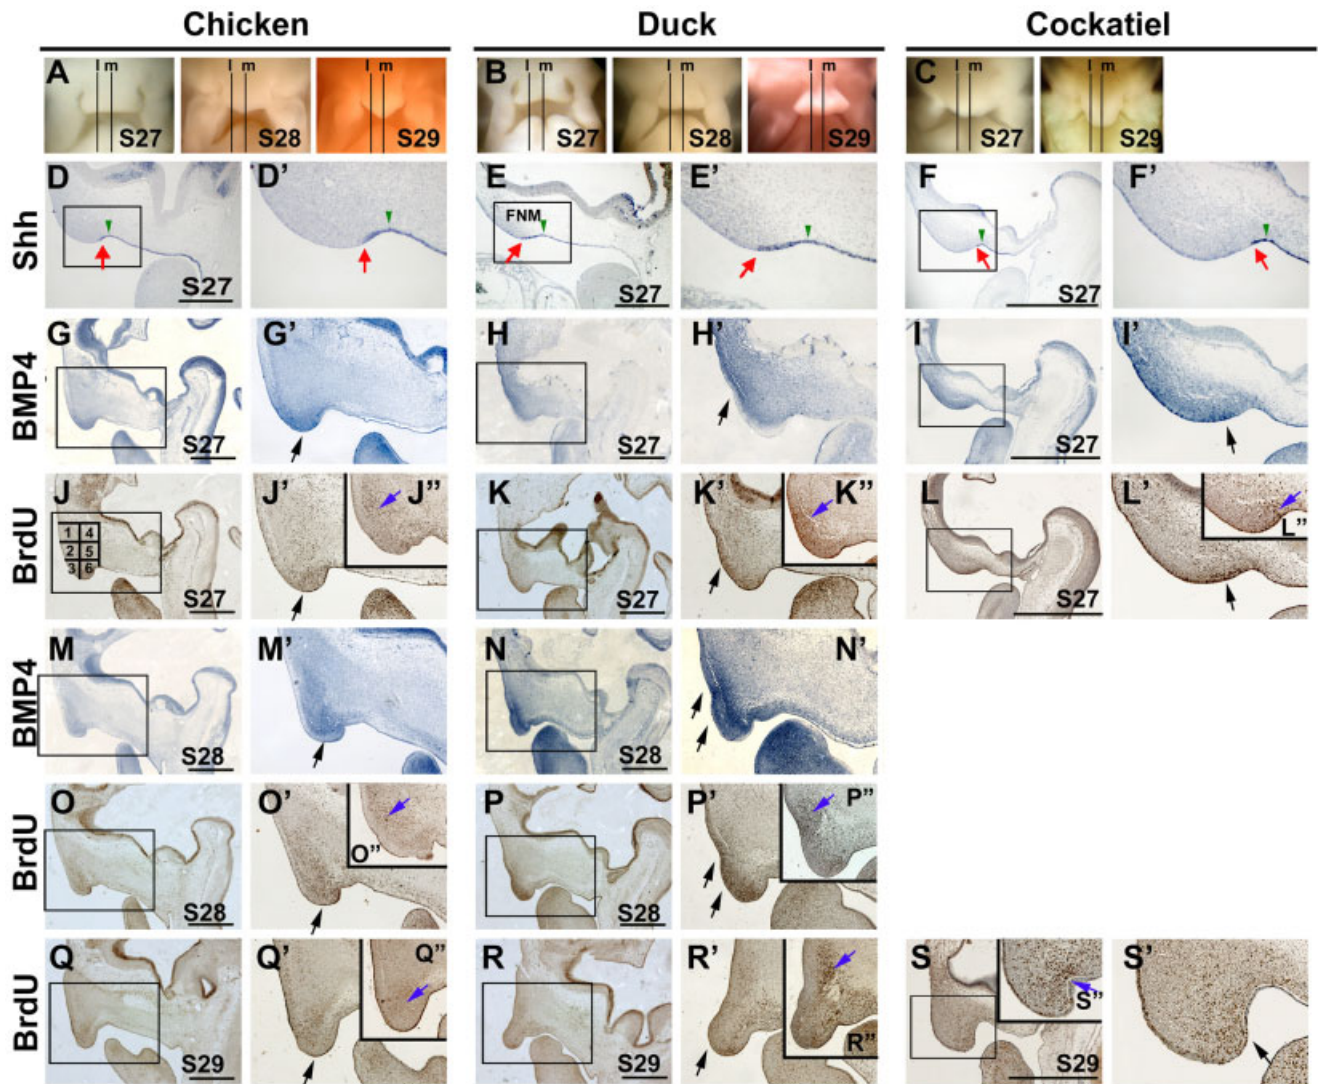 Chicken Duck Cockatiel
A l m S27 l m S28 l m S29 B l m S27 l m S28 l m S29 C l m S27 l m S29
Shh D S27 D' E FNM S27 E' F S27 F'
BMP4 G S27 G' H S27 H' I S27 I'
BrdU J 1 4 2 5 3 6 S27 J' J" K S27 K' K" L S27 L' L"
BMP4 M S28 M' N S28 N'
BrdU O S28 O' O" P S28 P' P"
BrdU Q S29 Q' Q" R S29 R' R" S S29 S" S'